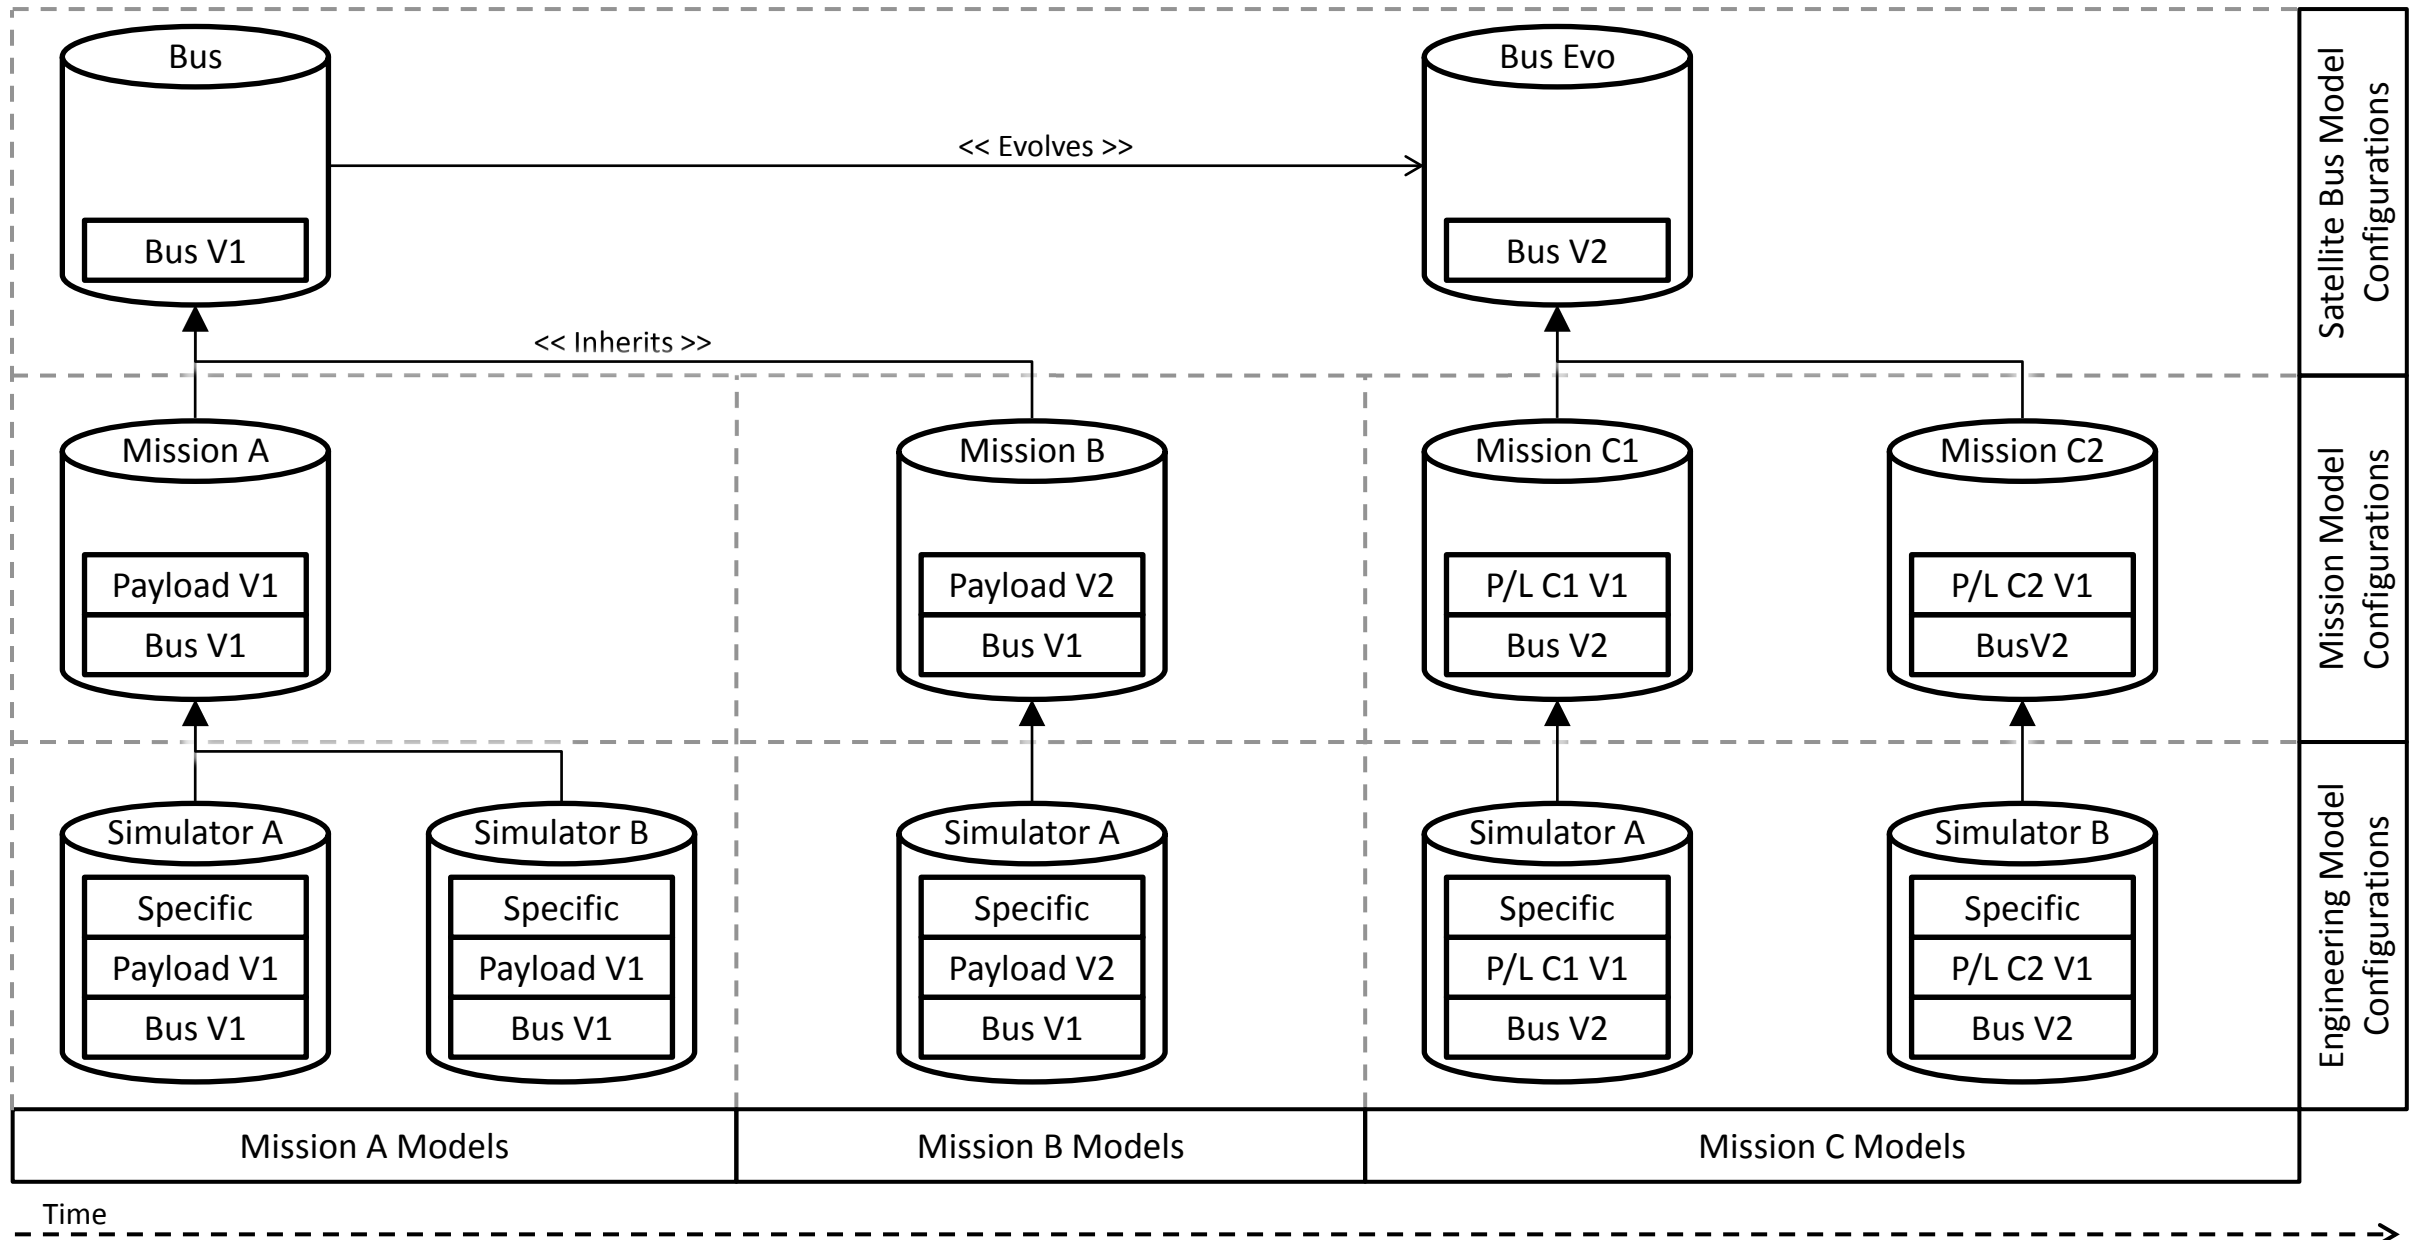 Bus
Bus Evo
<< Evolves >>
Bus V1
Bus V2
Satellite Bus Model
Configurations
<< Inherits >>
Mission A
Mission B
Mission C1
Mission C2
Payload V1
Payload V2
P/L C1 V1
P/L C2 V1
Bus V1
Bus V1
Bus V2
BusV2
Mission Model
Configurations
Simulator A
Simulator B
Simulator A
Simulator A
Simulator B
Specific
Specific
Specific
Specific
Specific
Payload V1
Payload V1
Payload V2
P/L C1 V1
P/L C2 V1
Bus V1
Bus V1
Bus V1
Bus V2
Bus V2
Engineering Model
Configurations
Mission A Models
Mission B Models
Mission C Models
Time